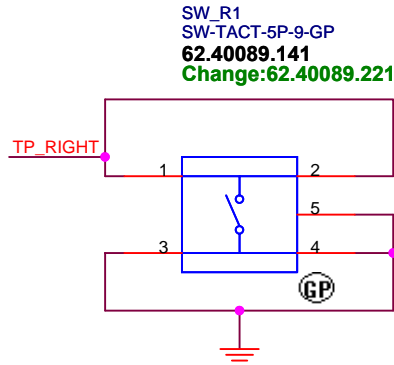 SW_R1
SW-TACT-5P-9-GP
62.40089.141
Change:62.40089.221
TP_RIGHT
1
2
5
3
4
GP